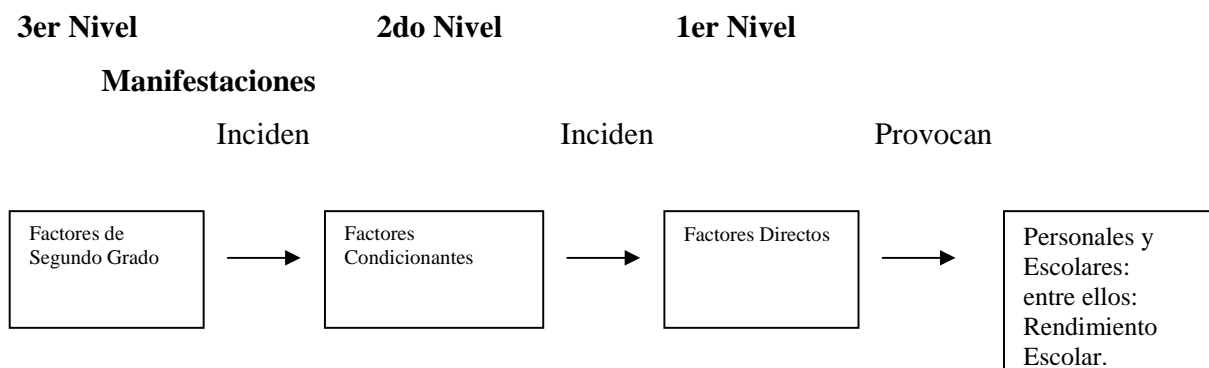 3er Nivel 2do Nivel 1er Nivel
Manifestaciones
Inciden Inciden Provocan
Factores de
Segundo Grado
Factores
Condicionantes
Factores Directos
Personales y
Escolares:
entre ellos:
Rendimiento
Escolar.